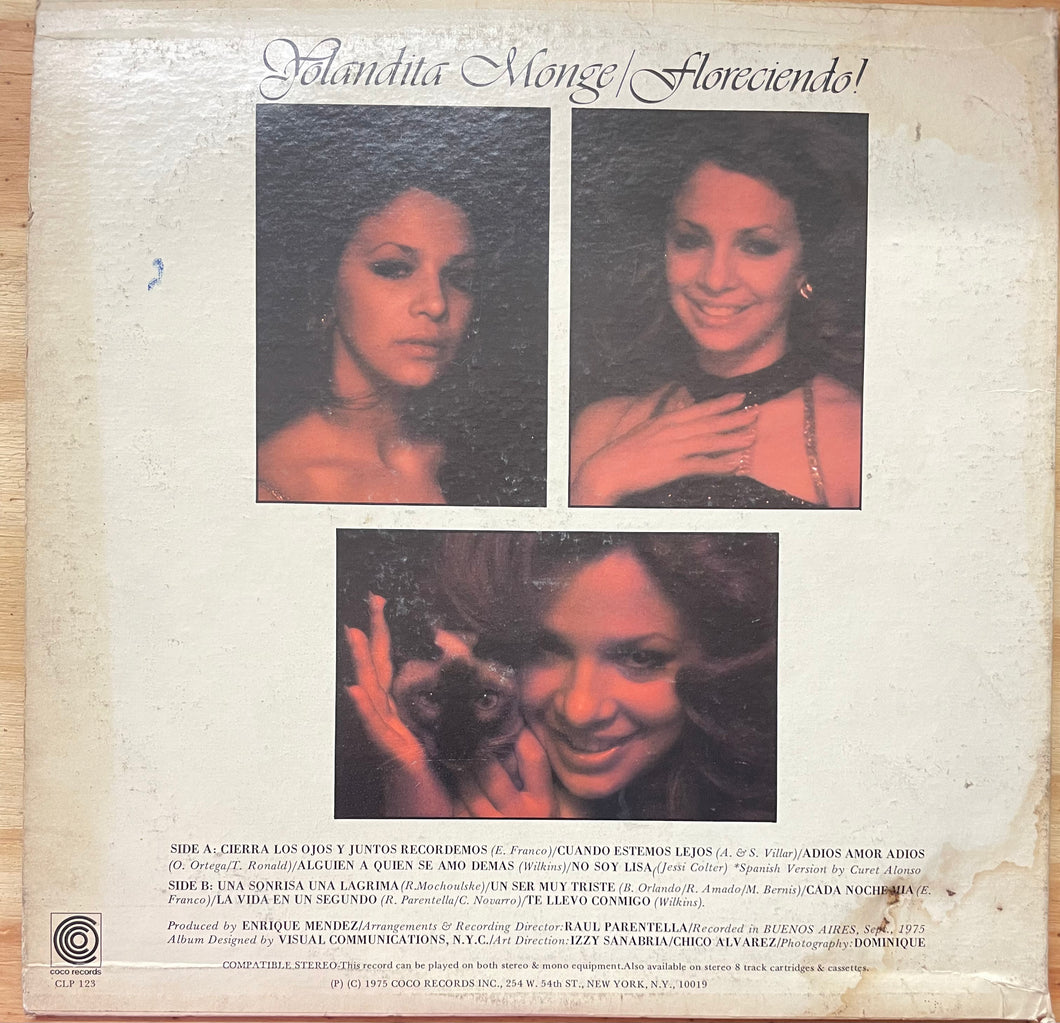 Yolandita Monge/Floreciendo!
SIDE A: CIERRA LOS OJOS Y JUNTOS RECORDEMOS (E. Franco)/CUANDO ESTEMOS LEJOS (A. & S. Villar)/ADIOS AMOR ADIOS
(O. Ortega/T. Ronald)/ALGUIEN A QUIEN SE AMO DEMAS (Wilkins)/NO SOY LISA (Jessi Colter) *Spanish Version by Curet Alonso
SIDE B: UNA SONRISA UNA LAGRIMA (R.Mochoulske)/UN SER MUY TRISTE (B. Orlando/R. Amado/M. Bernis)/CADA NOCHE MIA (E.
Franco)/LA VIDA EN UN SEGUNDO (R. Parentella/C. Novarro)/TE LLEVO CONMIGO (Wilkins).
Produced by ENRIQUE MENDEZ/Arrangements & Recording Director: RAUL PARENTELLA/Recorded in BUENOS AIRES, Sept., 1975
Album Designed by VISUAL COMMUNICATIONS, N.Y.C./Art Direction: IZZY SANABRIA/CHICO ALVAREZ/Photography: DOMINIQUE
COMPATIBLE STEREO-This record can be played on both stereo & mono equipment. Also available on stereo 8 track cartridges & cassettes.
(P) (C) 1975 COCO RECORDS INC., 254 W. 54th ST., NEW YORK, N.Y., 10019
coco records
CLP 123